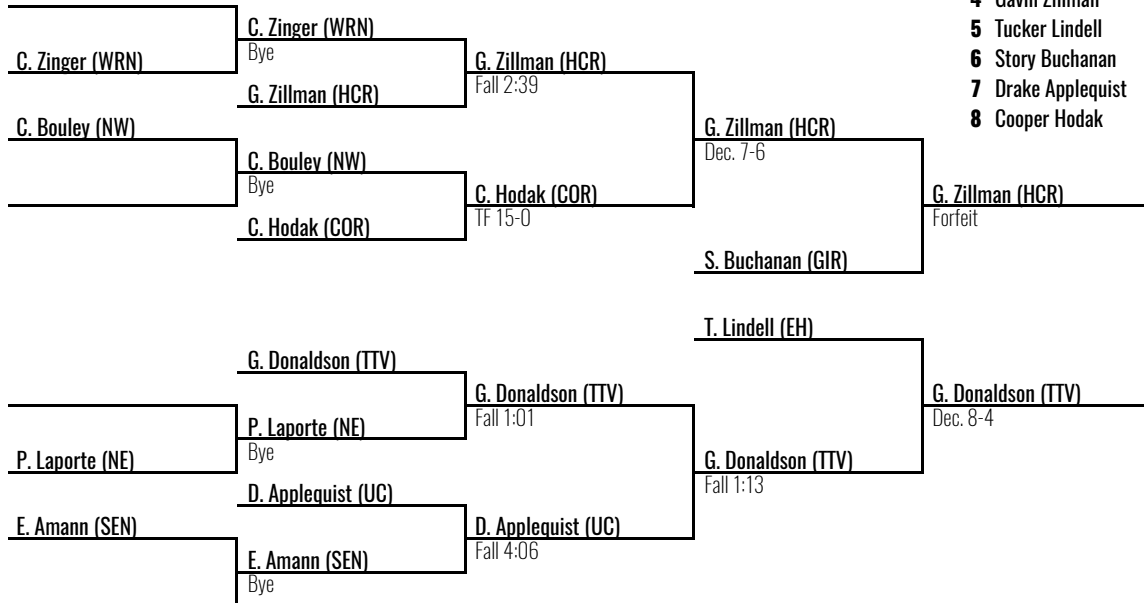 4 Gavin Zillman
5 Tucker Lindell
6 Story Buchanan
7 Drake Applequist
8 Cooper Hodak
C. Zinger (WRN)
C. Zinger (WRN)
Bye
G. Zillman (HCR)
G. Zillman (HCR)
Fall 2:39
C. Bouley (NW)
C. Bouley (NW)
Bye
C. Hodak (COR)
C. Hodak (COR)
TF 15-0
G. Zillman (HCR)
Dec. 7-6
S. Buchanan (GIR)
G. Zillman (HCR)
Forfeit
T. Lindell (EH)
G. Donaldson (TTV)
P. Laporte (NE)
Bye
P. Laporte (NE)
G. Donaldson (TTV)
Fall 1:01
D. Applequist (UC)
E. Amann (SEN)
E. Amann (SEN)
Bye
D. Applequist (UC)
Fall 4:06
G. Donaldson (TTV)
Fall 1:13
G. Donaldson (TTV)
Dec. 8-4